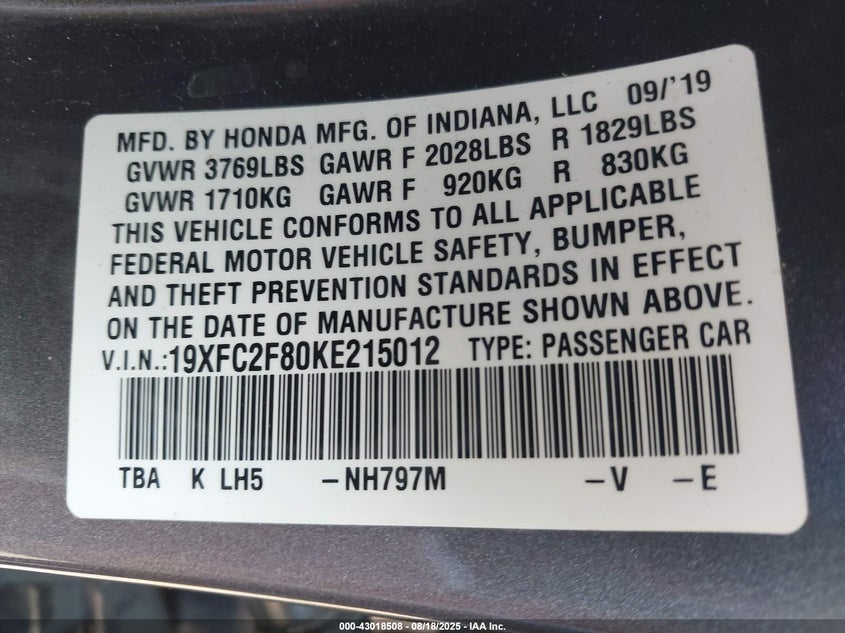 MFD. BY HONDA MFG. OF INDIANA, LLC 09/'19
GVWR 3769LBS GAWR F 2028LBS R 1829LBS
GVWR 1710KG GAWR F 920KG R 830KG
THIS VEHICLE CONFORMS TO ALL APPLICABLE
FEDERAL MOTOR VEHICLE SAFETY, BUMPER,
AND THEFT PREVENTION STANDARDS IN EFFECT
ON THE DATE OF MANUFACTURE SHOWN ABOVE.
V.I.N.:19XFC2F80KE215012 TYPE: PASSENGER CAR
TBA K LH5 –NH797M –V –E
000-43018508 - 08/18/2025 - IAA Inc.